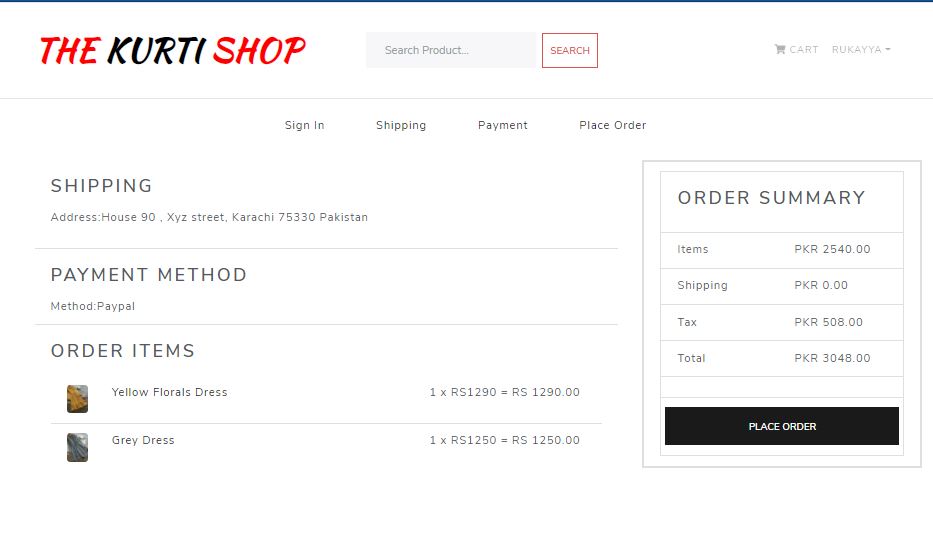 THE KURTI SHOP
Search Product...
SEARCH
CART RUKAYYA
Sign In Shipping Payment Place Order
SHIPPING
Address:House 90 , Xyz street, Karachi 75330 Pakistan
PAYMENT METHOD
Method:Paypal
ORDER ITEMS
Yellow Florals Dress 1 x RS1290 = RS 1290.00
Grey Dress 1 x RS1250 = RS 1250.00
ORDER SUMMARY
Items PKR 2540.00
Shipping PKR 0.00
Tax PKR 508.00
Total PKR 3048.00
PLACE ORDER